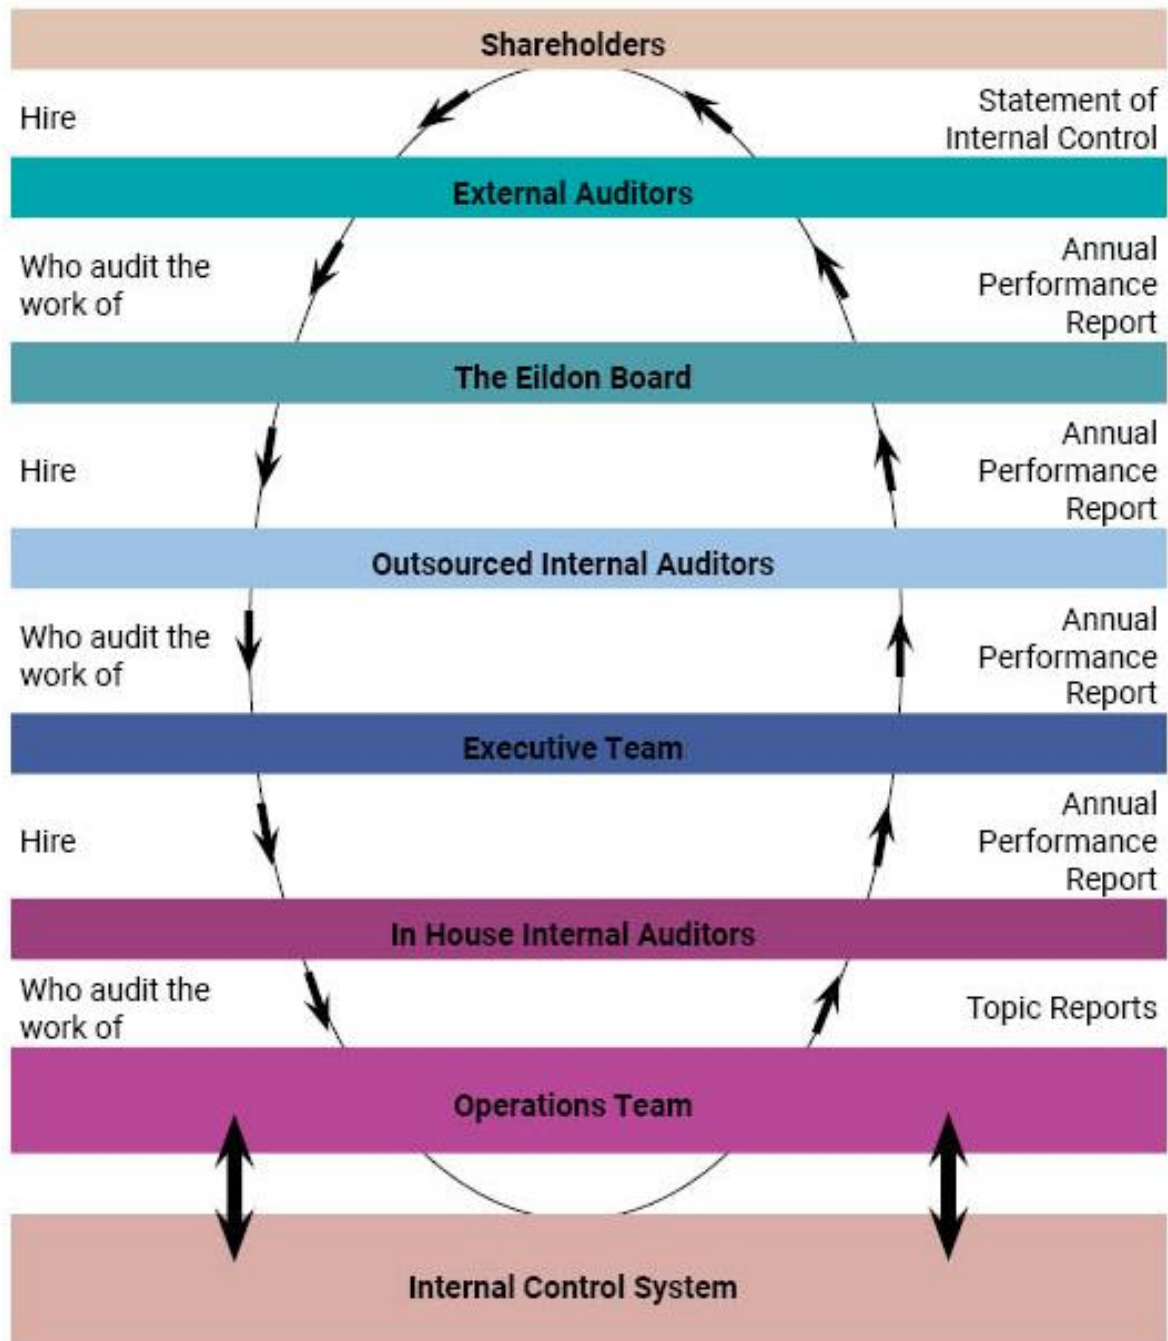 Shareholders
Hire
Statement of
Internal Control
External Auditors
Who audit the
work of
Annual
Performance
Report
The Eildon Board
Hire
Annual
Performance
Report
Outsourced Internal Auditors
Who audit the
work of
Annual
Performance
Report
Executive Team
Hire
Annual
Performance
Report
In House Internal Auditors
Who audit the
work of
Topic Reports
Operations Team
Internal Control System